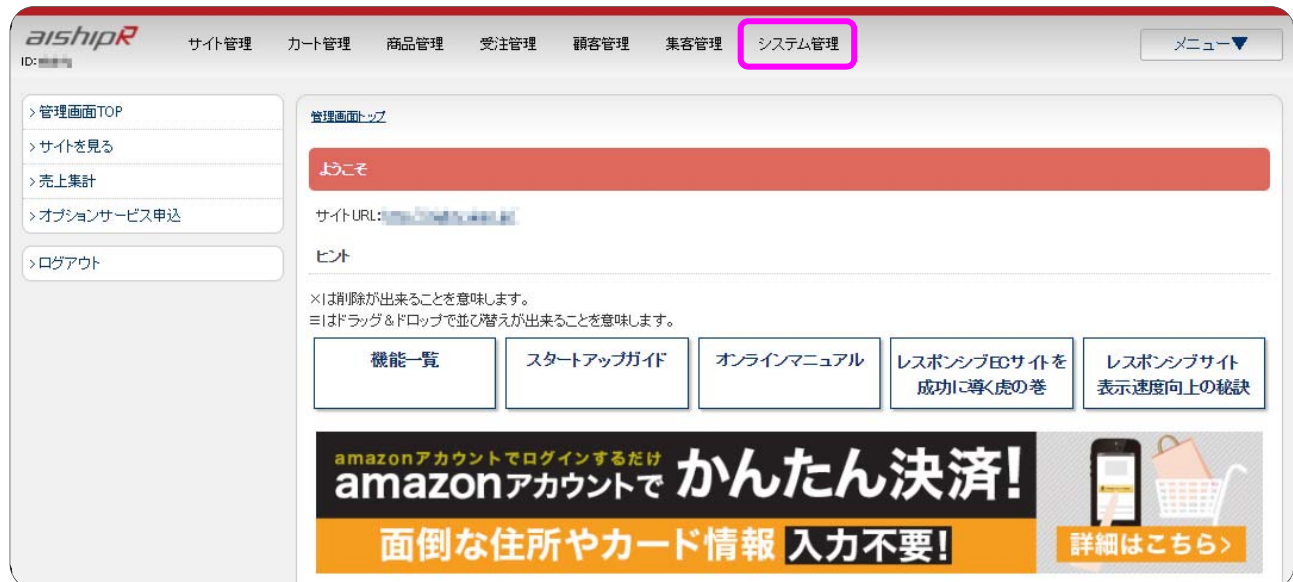 aishipR
サイト管理 カート管理 商品管理 受注管理 顧客管理 集客管理 システム管理 メニュー▼
ID:
>管理画面TOP
>サイトを見る
>売上集計
>オプションサービス申込
>ログアウト
管理画面トップ
ようこそ
サイトURL:
ヒント
×は削除が出来ることを意味します。
≡はドラッグ&ドロップで並び替えが出来ることを意味します。
機能一覧
スタートアップガイド
オンラインマニュアル
レスポンシブECサイトを
成功に導く虎の巻
レスポンシブサイト
表示速度向上の秘訣
amazonアカウントでログインするだけ
amazonアカウントで かんたん決済!
面倒な住所やカード情報 入力不要!
詳細はこちら>